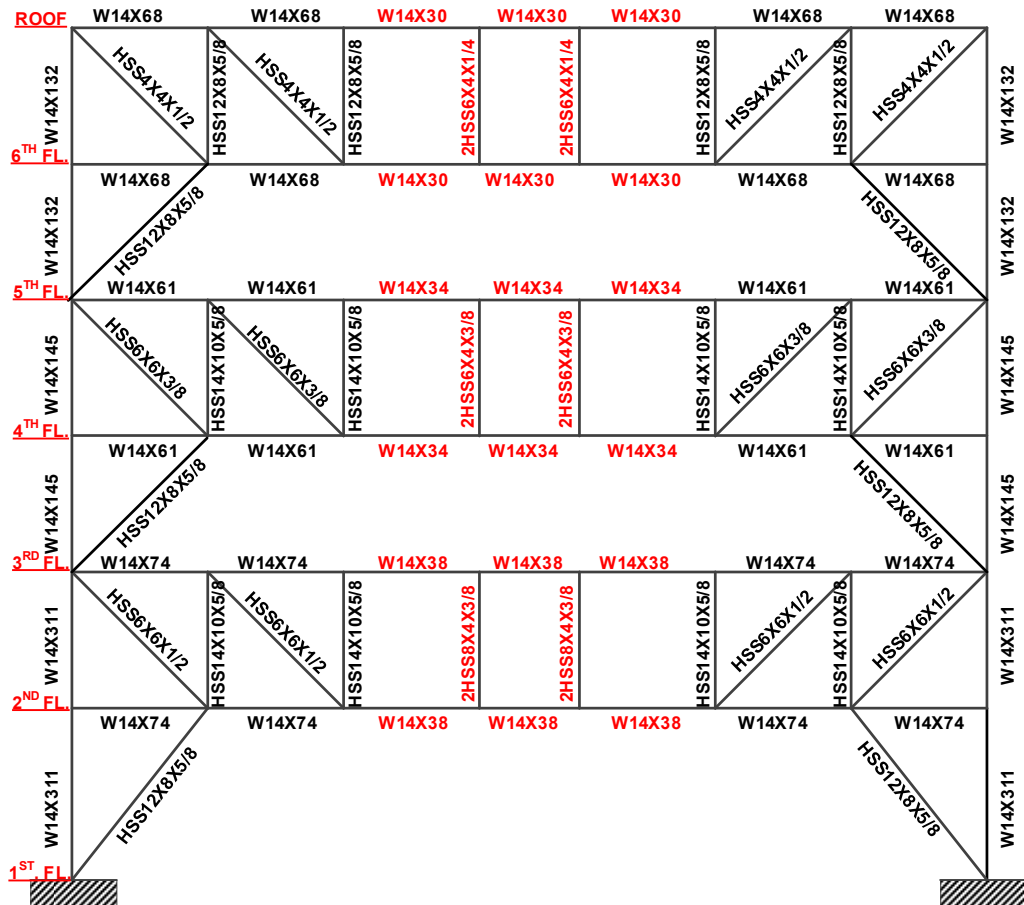 ROOF W14X68 W14X68 W14X30 W14X30 W14X30 W14X68 W14X68
W14X132 HSS4X4X1/2 HSS12X8X5/8 HSS4X4X1/2 HSS12X8X5/8 2HSS6X4X1/4 2HSS6X4X1/4 HSS12X8X5/8 HSS4X4X1/2 HSS12X8X5/8 HSS4X4X1/2 W14X132
6TH FL.
W14X68 W14X68 W14X30 W14X30 W14X30 W14X68 W14X68
W14X132 HSS12X8X5/8 HSS12X8X5/8 W14X132
5TH FL.
W14X61 W14X61 W14X34 W14X34 W14X34 W14X61 W14X61
W14X145 HSS6X6X3/8 HSS14X10X5/8 HSS6X6X3/8 HSS14X10X5/8 2HSS6X4X3/8 2HSS6X4X3/8 HSS14X10X5/8 HSS6X6X3/8 HSS14X10X5/8 HSS6X6X3/8 W14X145
4TH FL.
W14X61 W14X61 W14X34 W14X34 W14X34 W14X61 W14X61
W14X145 HSS12X8X5/8 HSS12X8X5/8 W14X145
3RD FL.
W14X74 W14X74 W14X38 W14X38 W14X38 W14X74 W14X74
W14X311 HSS6X6X1/2 HSS14X10X5/8 HSS6X6X1/2 HSS14X10X5/8 2HSS8X4X3/8 2HSS8X4X3/8 HSS14X10X5/8 HSS6X6X1/2 HSS14X10X5/8 HSS6X6X1/2 W14X311
2ND FL.
W14X74 W14X74 W14X38 W14X38 W14X38 W14X74 W14X74
W14X311 HSS12X8X5/8 HSS12X8X5/8 W14X311
1ST. FL.